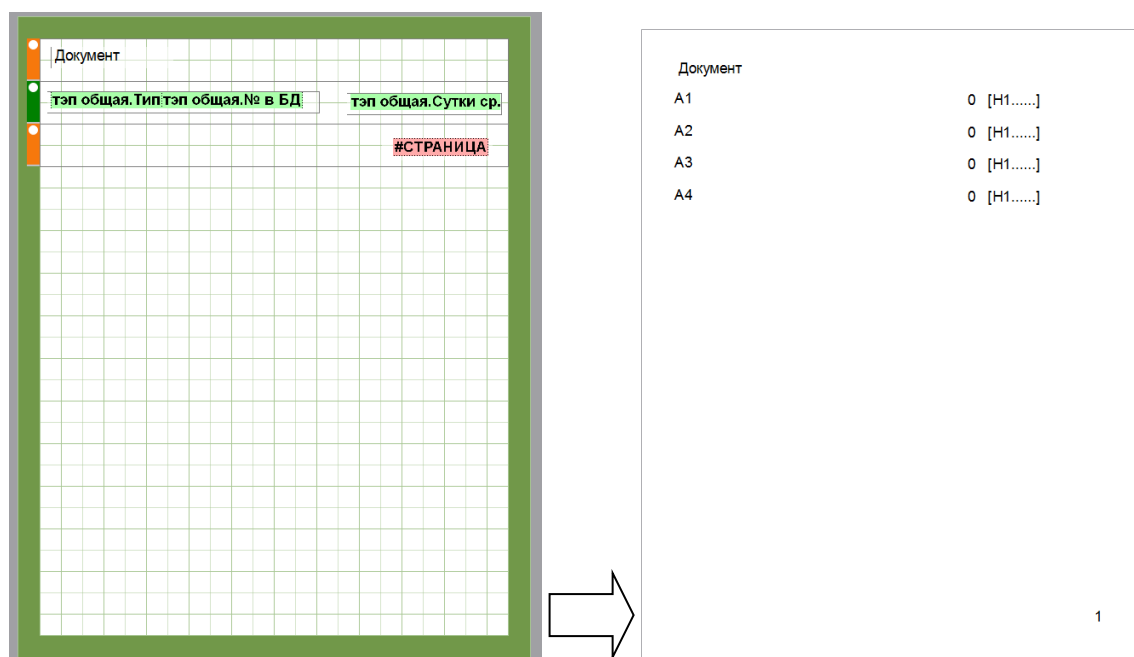 Документ
тэп общая.Тип тэп общая.№ в БД тэп общая.Сутки ср.
#СТРАНИЦА
Документ
А1 0 [Н1......]
А2 0 [Н1......]
А3 0 [Н1......]
А4 0 [Н1......]
1